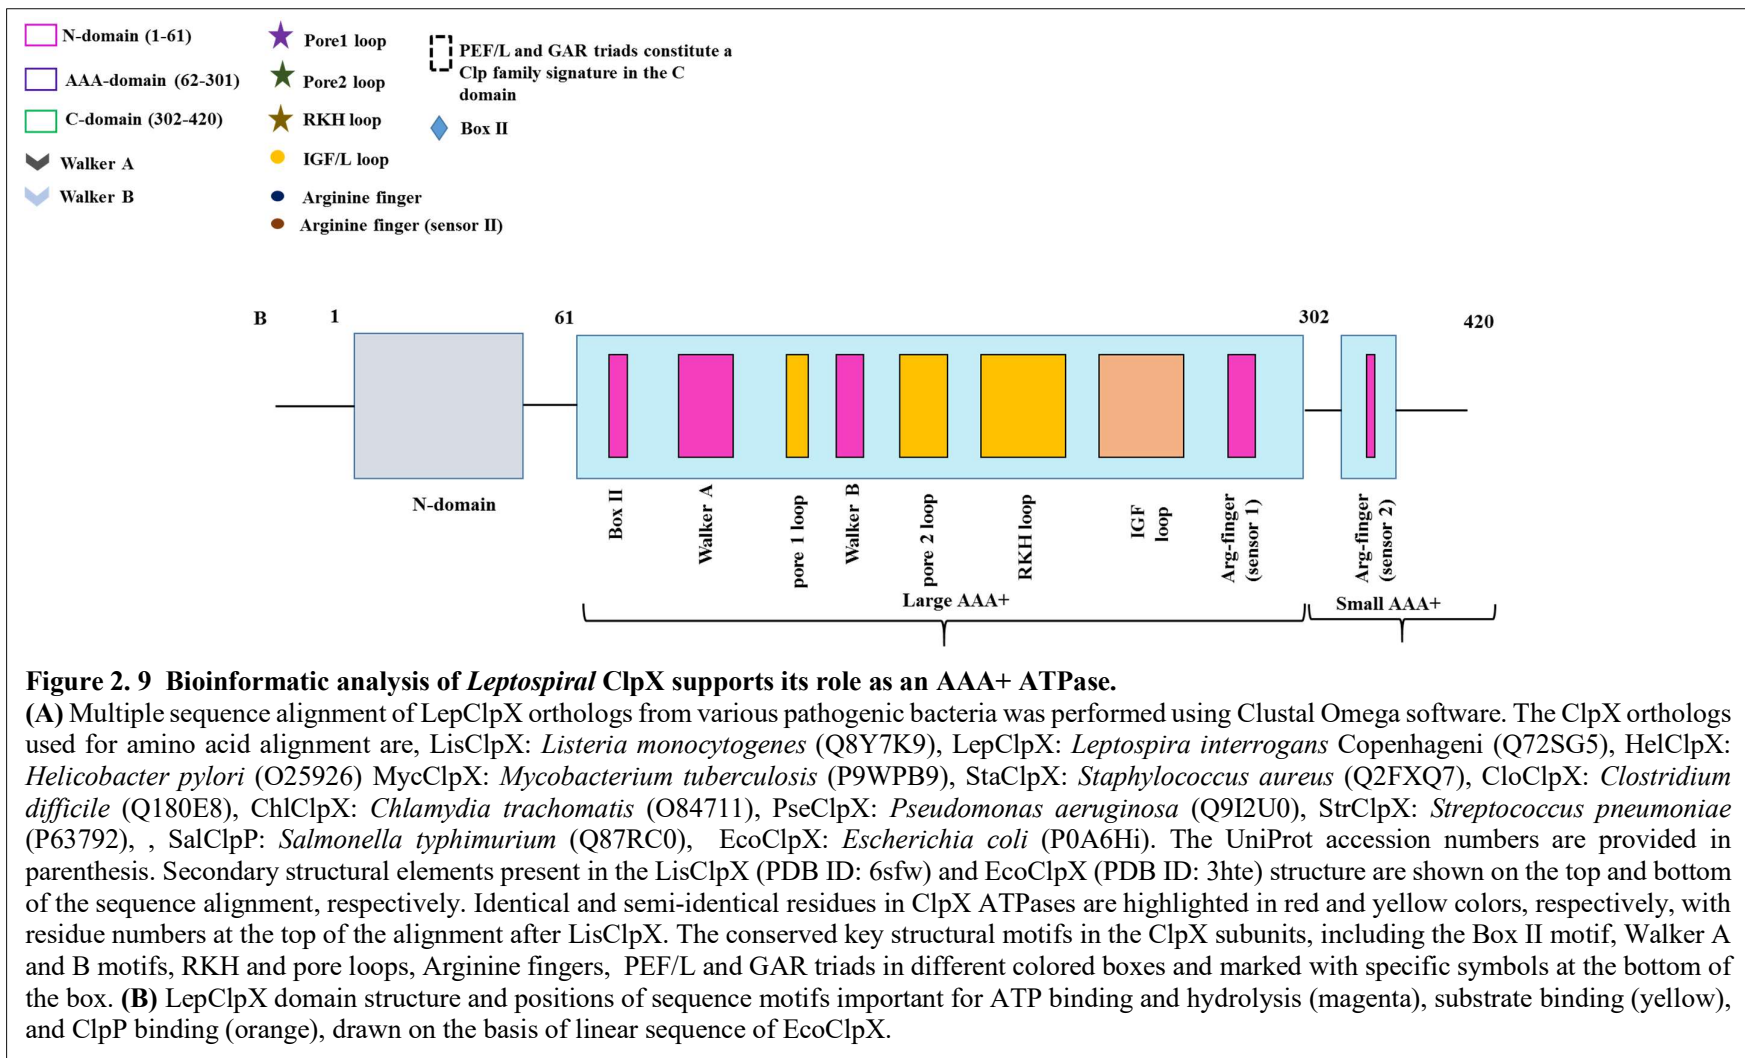 N-domain (1-61)
AAA-domain (62-301)
C-domain (302-420)
Walker A
Walker B
Pore1 loop
Pore2 loop
RKH loop
IGF/L loop
Arginine finger
Arginine finger (sensor II)
PEF/L and GAR triads constitute a
Clp family signature in the C
domain
Box II
B
1
61
302
420
N-domain
Box II
Walker A
pore 1 loop
Walker B
pore 2 loop
RKH loop
IGF
loop
Arg-finger
(sensor 1)
Arg-finger
(sensor 2)
Large AAA+
Small AAA+
Figure 2. 9 Bioinformatic analysis of Leptospiral ClpX supports its role as an AAA+ ATPase.
(A) Multiple sequence alignment of LepClpX orthologs from various pathogenic bacteria was performed using Clustal Omega software. The ClpX orthologs
used for amino acid alignment are, LisClpX: Listeria monocytogenes (Q8Y7K9), LepClpX: Leptospira interrogans Copenhageni (Q72SG5), HelClpX:
Helicobacter pylori (O25926) MycClpX: Mycobacterium tuberculosis (P9WPB9), StaClpX: Staphylococcus aureus (Q2FXQ7), CloClpX: Clostridium
difficile (Q180E8), ChlClpX: Chlamydia trachomatis (O84711), PseClpX: Pseudomonas aeruginosa (Q9I2U0), StrClpX: Streptococcus pneumoniae
(P63792), , SalClpP: Salmonella typhimurium (Q87RC0), EcoClpX: Escherichia coli (P0A6Hi). The UniProt accession numbers are provided in
parenthesis. Secondary structural elements present in the LisClpX (PDB ID: 6sfw) and EcoClpX (PDB ID: 3hte) structure are shown on the top and bottom
of the sequence alignment, respectively. Identical and semi-identical residues in ClpX ATPases are highlighted in red and yellow colors, respectively, with
residue numbers at the top of the alignment after LisClpX. The conserved key structural motifs in the ClpX subunits, including the Box II motif, Walker A
and B motifs, RKH and pore loops, Arginine fingers, PEF/L and GAR triads in different colored boxes and marked with specific symbols at the bottom of
the box. (B) LepClpX domain structure and positions of sequence motifs important for ATP binding and hydrolysis (magenta), substrate binding (yellow),
and ClpP binding (orange), drawn on the basis of linear sequence of EcoClpX.